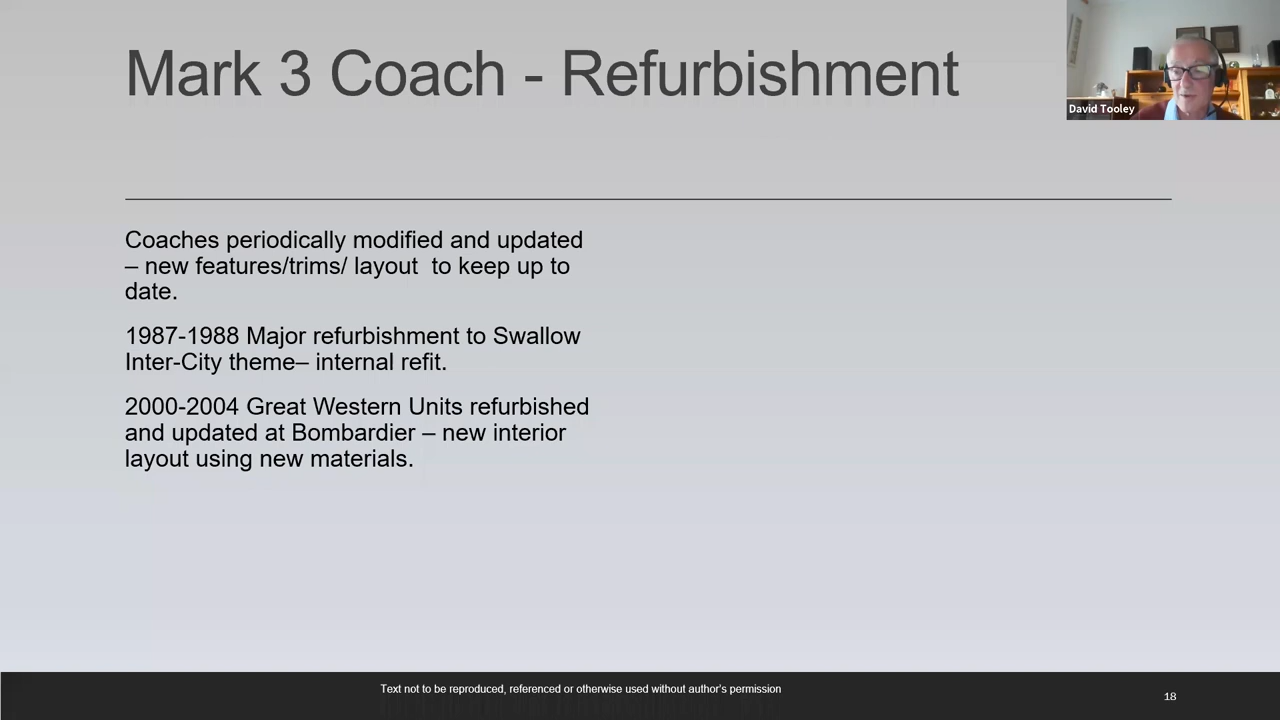 Mark 3 Coach - Refurbishment
David Tooley
Coaches periodically modified and updated
– new features/trims/ layout  to keep up to
date.
1987-1988 Major refurbishment to Swallow
Inter-City theme– internal refit.
2000-2004 Great Western Units refurbished
and updated at Bombardier – new interior
layout using new materials.
Text not to be reproduced, referenced or otherwise used without author's permission
18